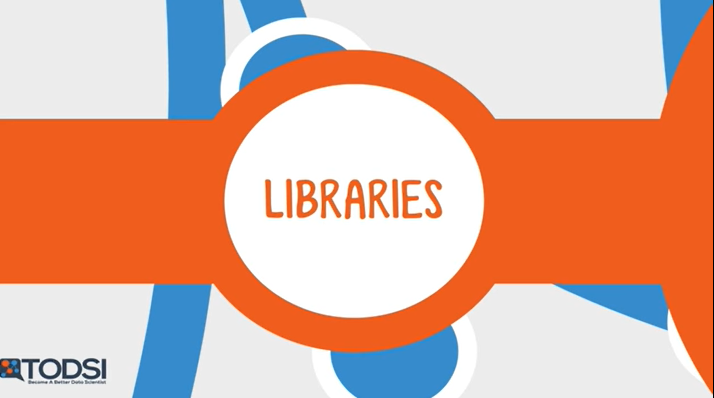 LIBRARIES
TODSI
Become A Better Data Scientist